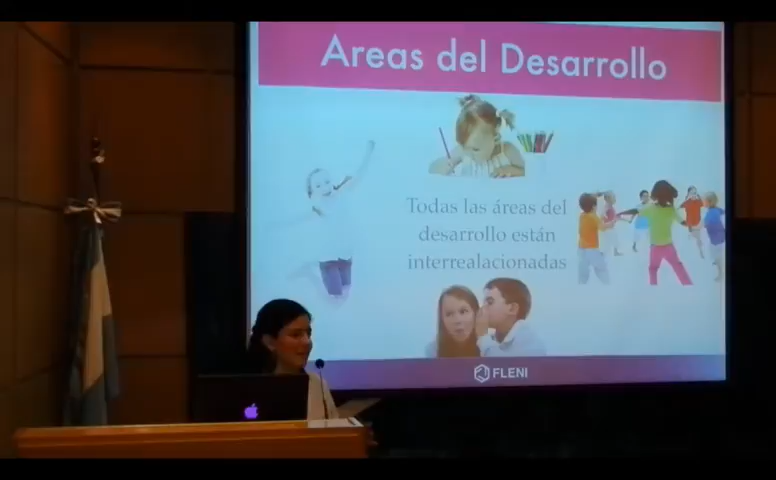 Areas del Desarrollo
Todas las áreas del
desarrollo están
interrealacionadas
FLENI